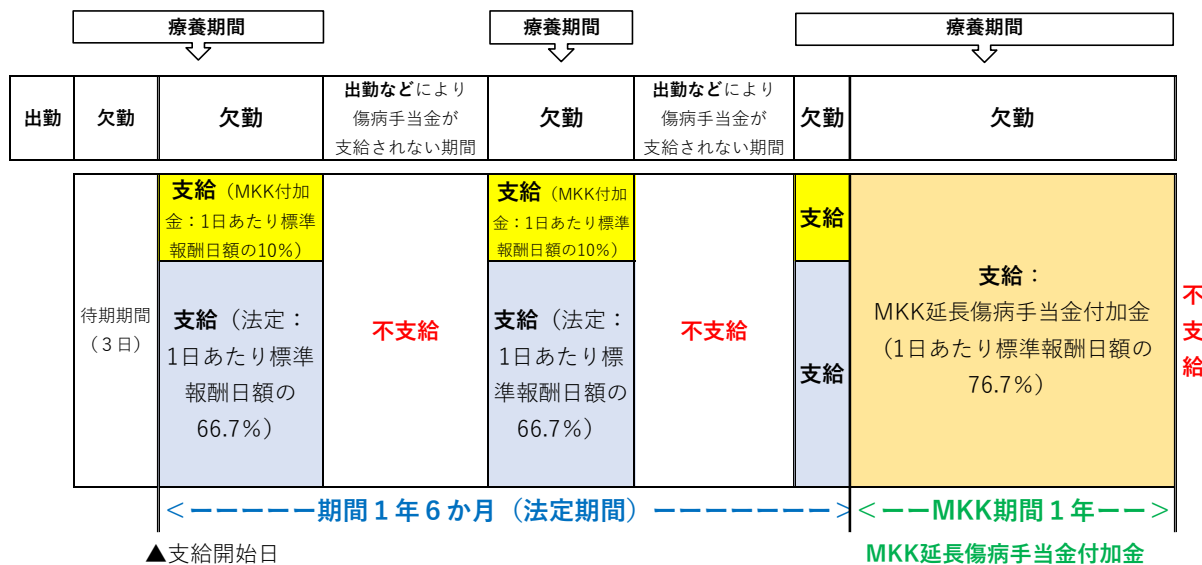 療養期間
療養期間
療養期間
出勤
欠勤
欠勤
出勤などにより
傷病手当金が
支給されない期間
欠勤
出勤などにより
傷病手当金が
支給されない期間
欠勤
欠勤
待期期間
（３日）
支給（MKK付加
金：1日あたり標準
報酬日額の10%）
支給（法定：
1日あたり標準
報酬日額の
66.7%）
不支給
支給（MKK付加
金：1日あたり標準
報酬日額の10%）
支給（法定：
1日あたり標
準報酬日額の
66.7%）
不支給
支給
支給
支給：
MKK延長傷病手当金付加金
（1日あたり標準報酬日額の
76.7%）
不
支
給
＜ーーーーー期間１年６か月（法定期間）ーーーーーーー＞
＜ーーMKK期間１年ーー＞
▲支給開始日
MKK延長傷病手当金付加金